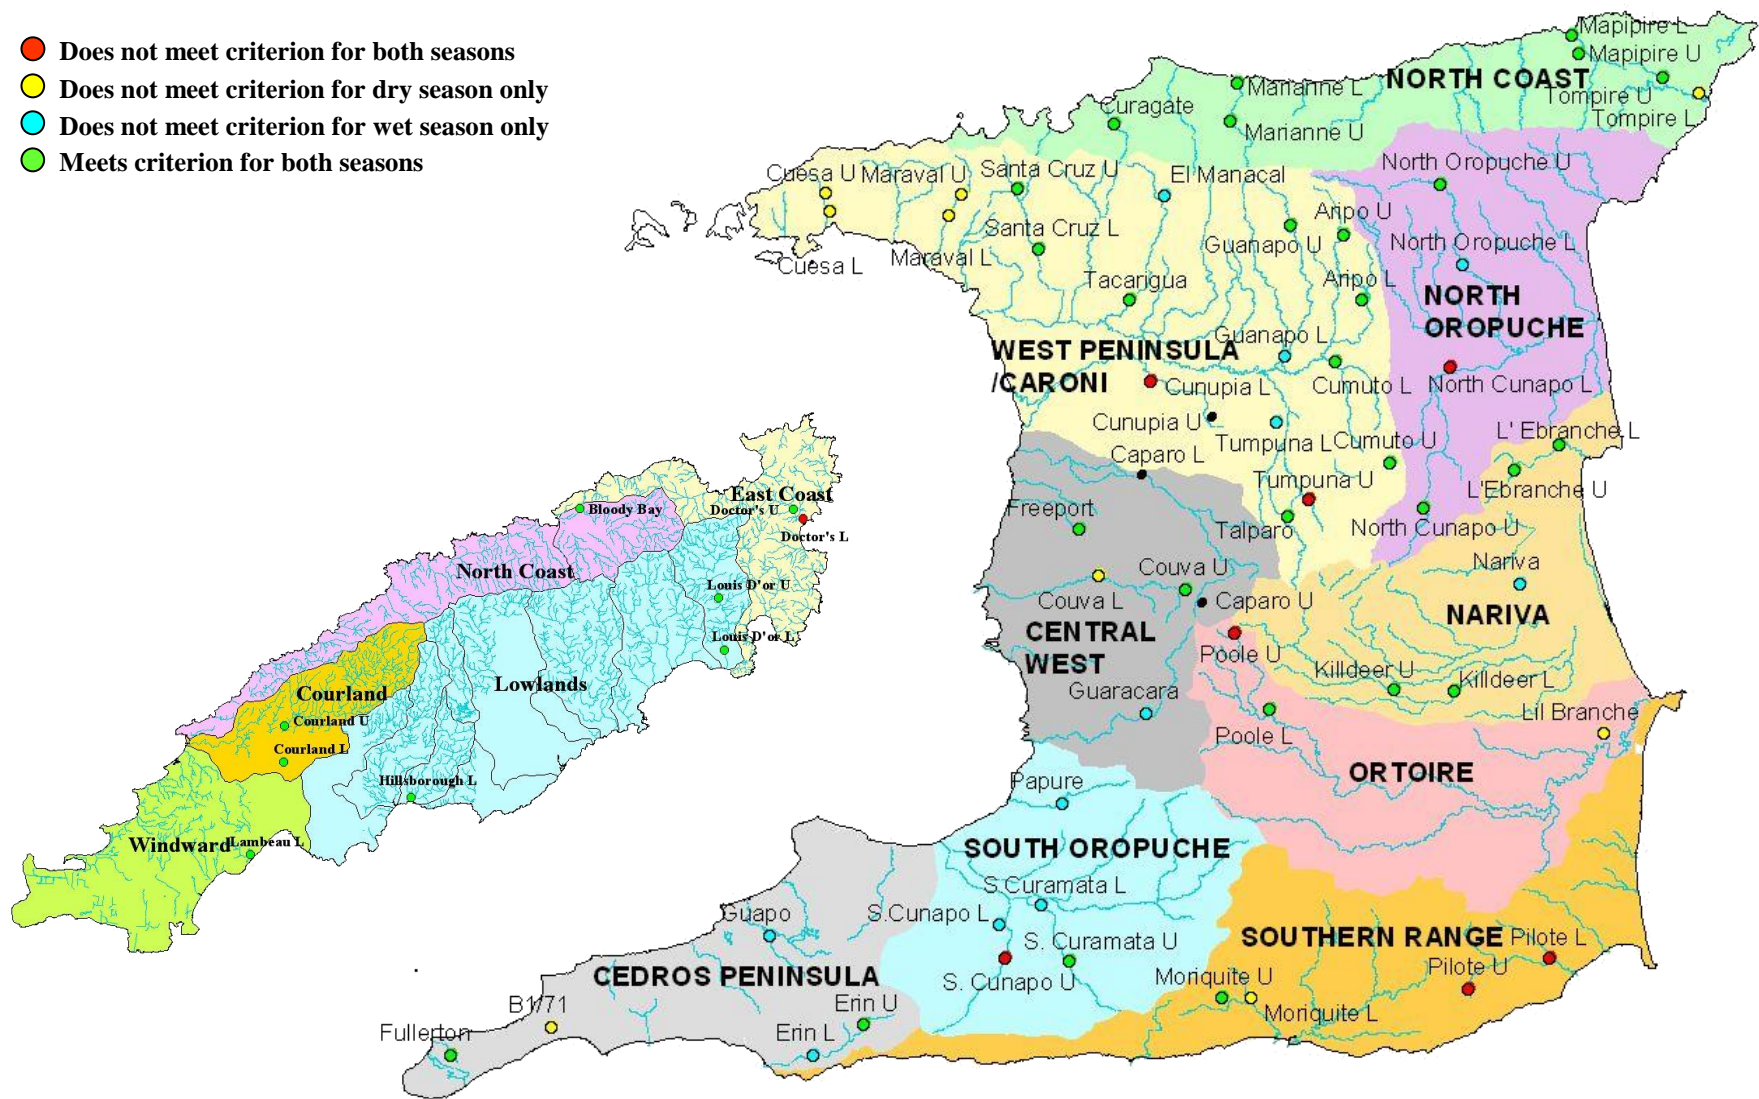 Does not meet criterion for both seasons
Does not meet criterion for dry season only
Does not meet criterion for wet season only
Meets criterion for both seasons
Mapipire L
Mapipire U
NORTH COAST
Marianne L
Tompire U
Curagate
Tompire L
Marianne U
North Oropuche U
Cuesa U
Maraval U
Santa Cruz U
El Manacal
Aripo U
Santa Cruz L
Guanapo U
North Oropuche L
Cuesa L
Maraval L
Tacarigua
Aripo L
NORTH
OROPUCHE
Guanapo L
WEST PENINSULA
/CARONI
Cunupia L
Cumuto L
North Cunapo L
Cunupia U
Tumpuna L
Cumuto U
L' Ebranche L
Caparo L
Tumpuna U
L'Ebranche U
Freeport
Talparo
North Cunapo U
Couva U
Nariva
Couva L
Caparo U
NARIVA
CENTRAL
WEST
Poole U
Killdeer U
Killdeer L
Guaracara
Lil Branche
Poole L
ORTOIRE
Papure
SOUTH OROPUCHE
S.Curamata L
Guapo
S.Cunapo L
S. Curamata U
SOUTHERN RANGE
Pilote L
Pilote U
CEDROS PENINSULA
S. Cunapo U
Moriquite U
B1/71
Erin U
Moriquite L
Fullerton
Erin L
East Coast
Bloody Bay
Doctor's U
Doctor's L
North Coast
Louis D'or U
Louis D'or L
Courland
Lowlands
Courland U
Courland L
Hillsborough L
Windward
Lambeau L